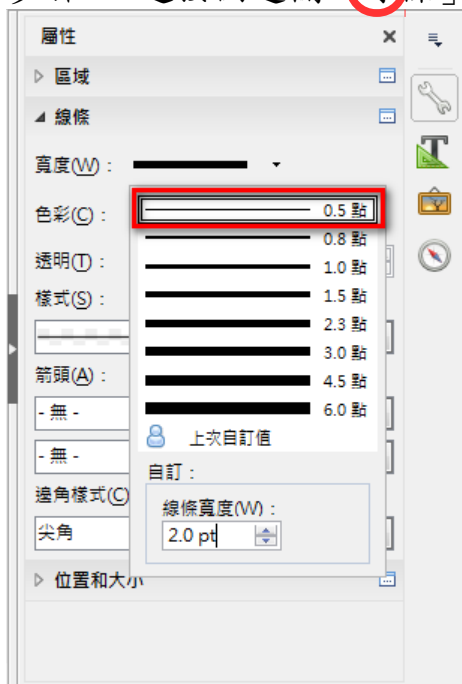 屬性
區域
線條
寬度(W)：
色彩(C)：
0.5 點
0.8 點
透明(T)：
1.0 點
樣式(S)：
1.5 點
2.3 點
3.0 點
箭頭(A)：
4.5 點
- 無 -
6.0 點
上次自訂值
- 無 -
自訂：
邊角樣式(C)
線條寬度(W)：
尖角
2.0 pt
位置和大小